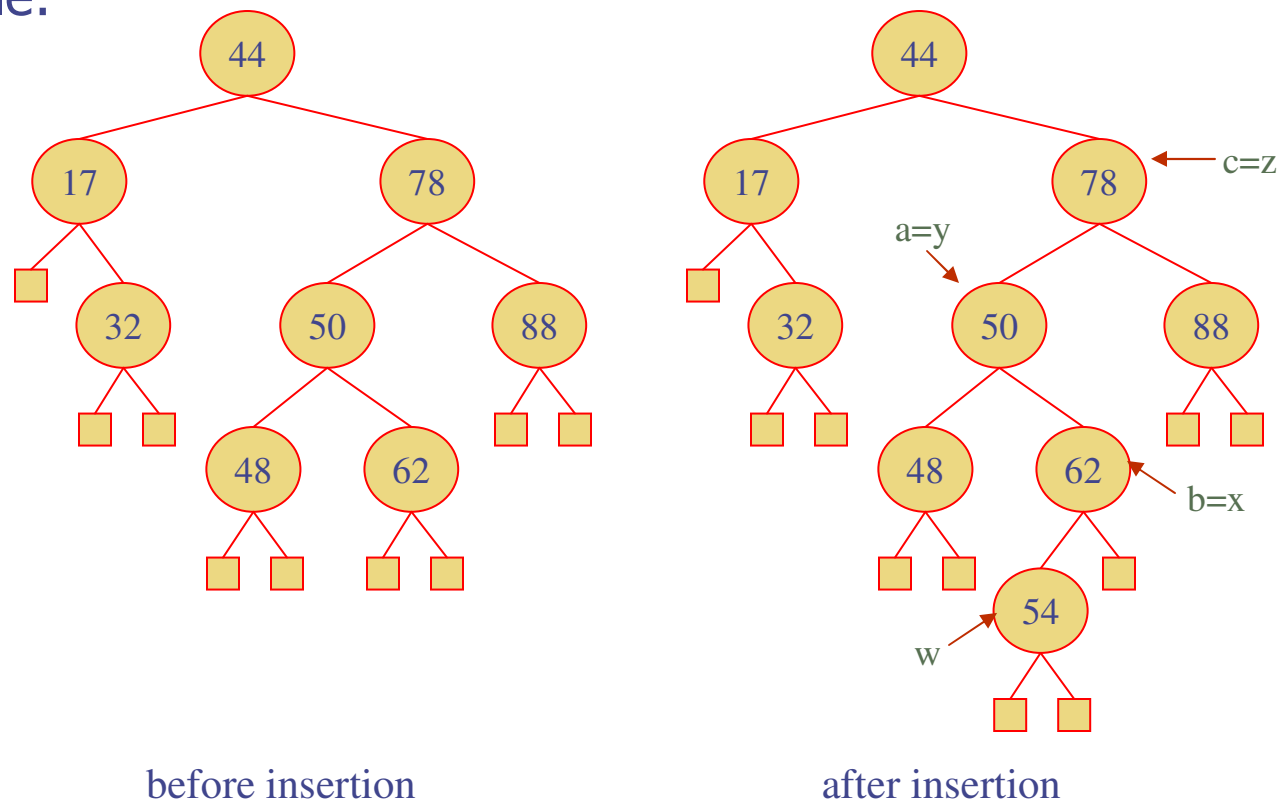 44 44
17 78 17 78 c=z
a=y
32 50 88 32 50 88
48 62 48 62
b=x
54
w
before insertion after insertion